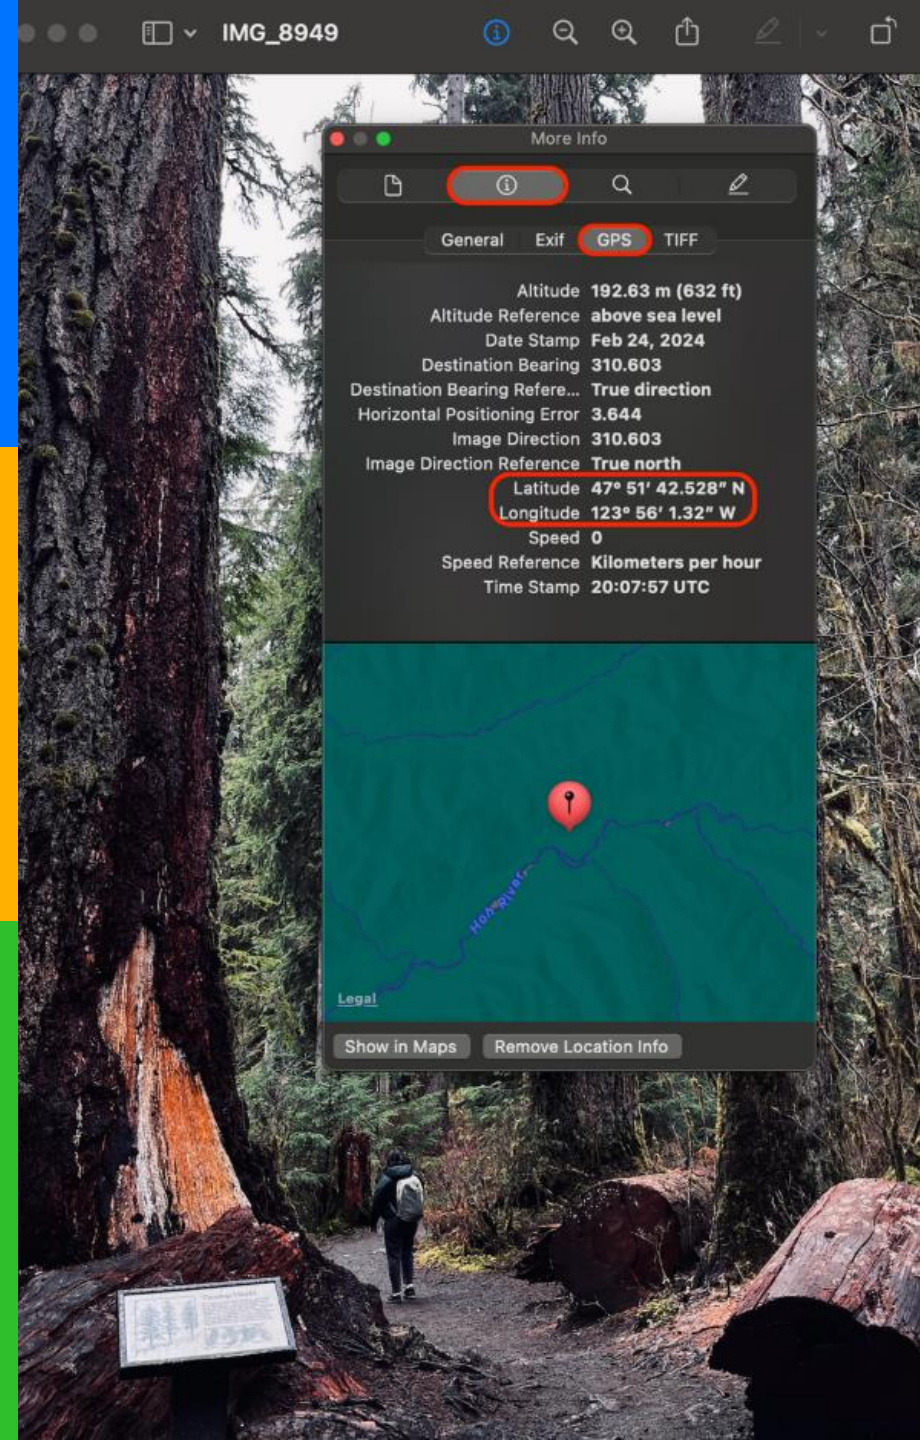 IMG_8949
More Info
General Exif GPS TIFF
Altitude 192.63 m (632 ft)
Altitude Reference above sea level
Date Stamp Feb 24, 2024
Destination Bearing 310.603
Destination Bearing Refere... True direction
Horizontal Positioning Error 3.644
Image Direction 310.603
Image Direction Reference True north
Latitude 47° 51′ 42.528″ N
Longitude 123° 56′ 1.32″ W
Speed 0
Speed Reference Kilometers per hour
Time Stamp 20:07:57 UTC
Hoh River
Legal
Show in Maps Remove Location Info